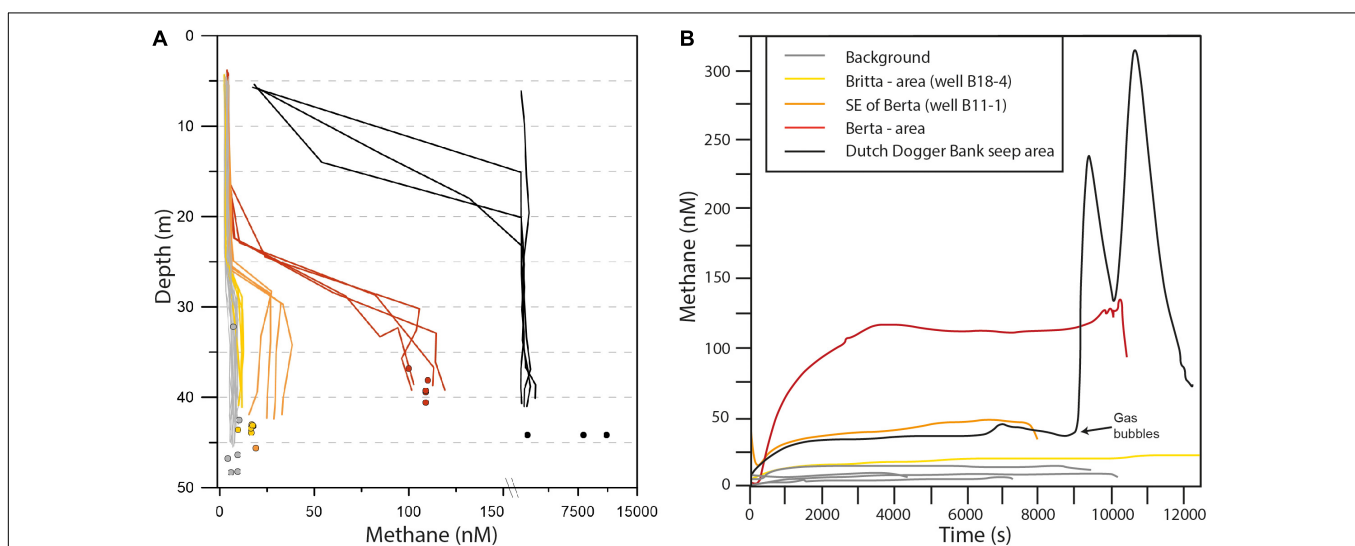 A
0
10
20
30
40
50
Depth (m)
0
50
100
150
7500
15000
Methane (nM)
B
300
250
200
150
100
50
0
Methane (nM)
Background
Britta - area (well B18-4)
SE of Berta (well B11-1)
Berta - area
Dutch Dogger Bank seep area
Gas
bubbles
0
2000
4000
6000
8000
10000
12000
Time (s)